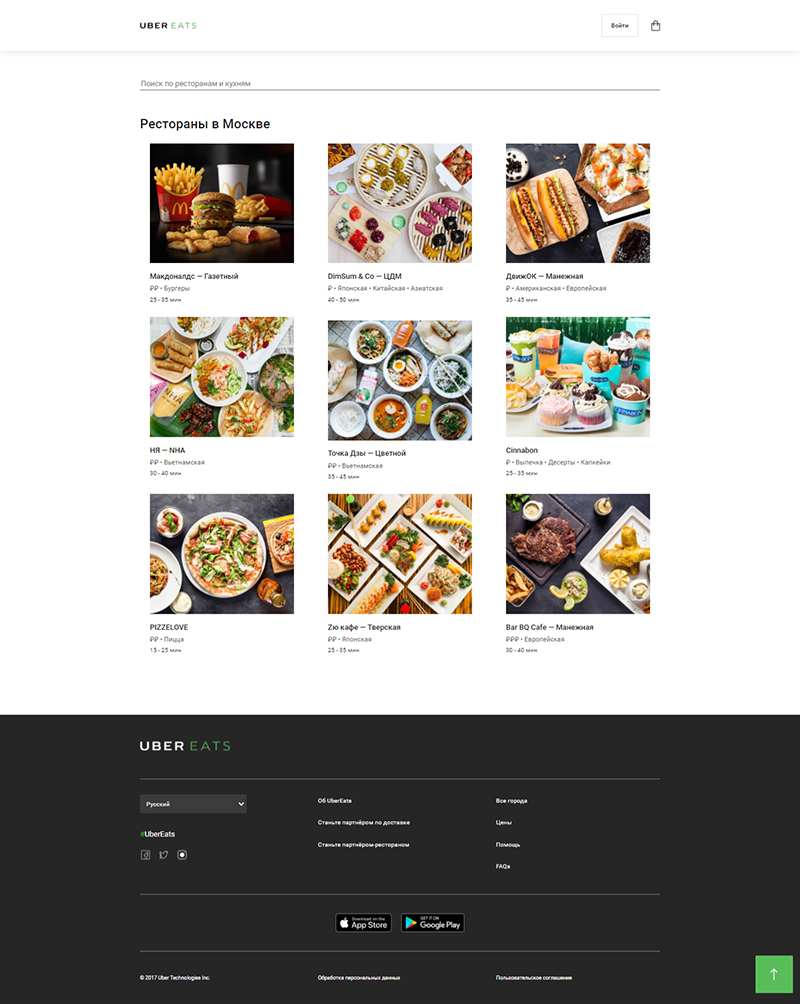 UBER EATS
Войти
Поиск по ресторанам и кухням
Рестораны в Москве
Макдоналдс — Газетный
₽₽ • Бургеры
25 - 35 мин
DimSum & Co — ЦДМ
₽ • Японская • Китайская • Азиатская
40 - 50 мин
ДвижОК — Манежная
₽ • Американская • Европейская
35 - 45 мин
НЯ — NHA
₽₽ • Вьетнамская
30 - 40 мин
Точка Дзы — Цветной
₽₽ • Вьетнамская
35 - 45 мин
Cinnabon
₽ • Выпечка • Десерты • Капкейки
25 - 35 мин
PIZZELOVE
₽₽ • Пицца
15 - 25 мин
Zю кафе — Тверская
₽₽ • Японская
25 - 35 мин
Bar BQ Cafe — Манежная
₽₽₽ • Европейская
30 - 40 мин
UBER EATS
Русский
#UberEats
Об UberEats
Станьте партнёром по доставке
Станьте партнёром-рестораном
Все города
Цены
Помощь
FAQs
Download on the
App Store
GET IT ON
Google Play
© 2017 Uber Technologies Inc.
Обработка персональных данных
Пользовательское соглашение